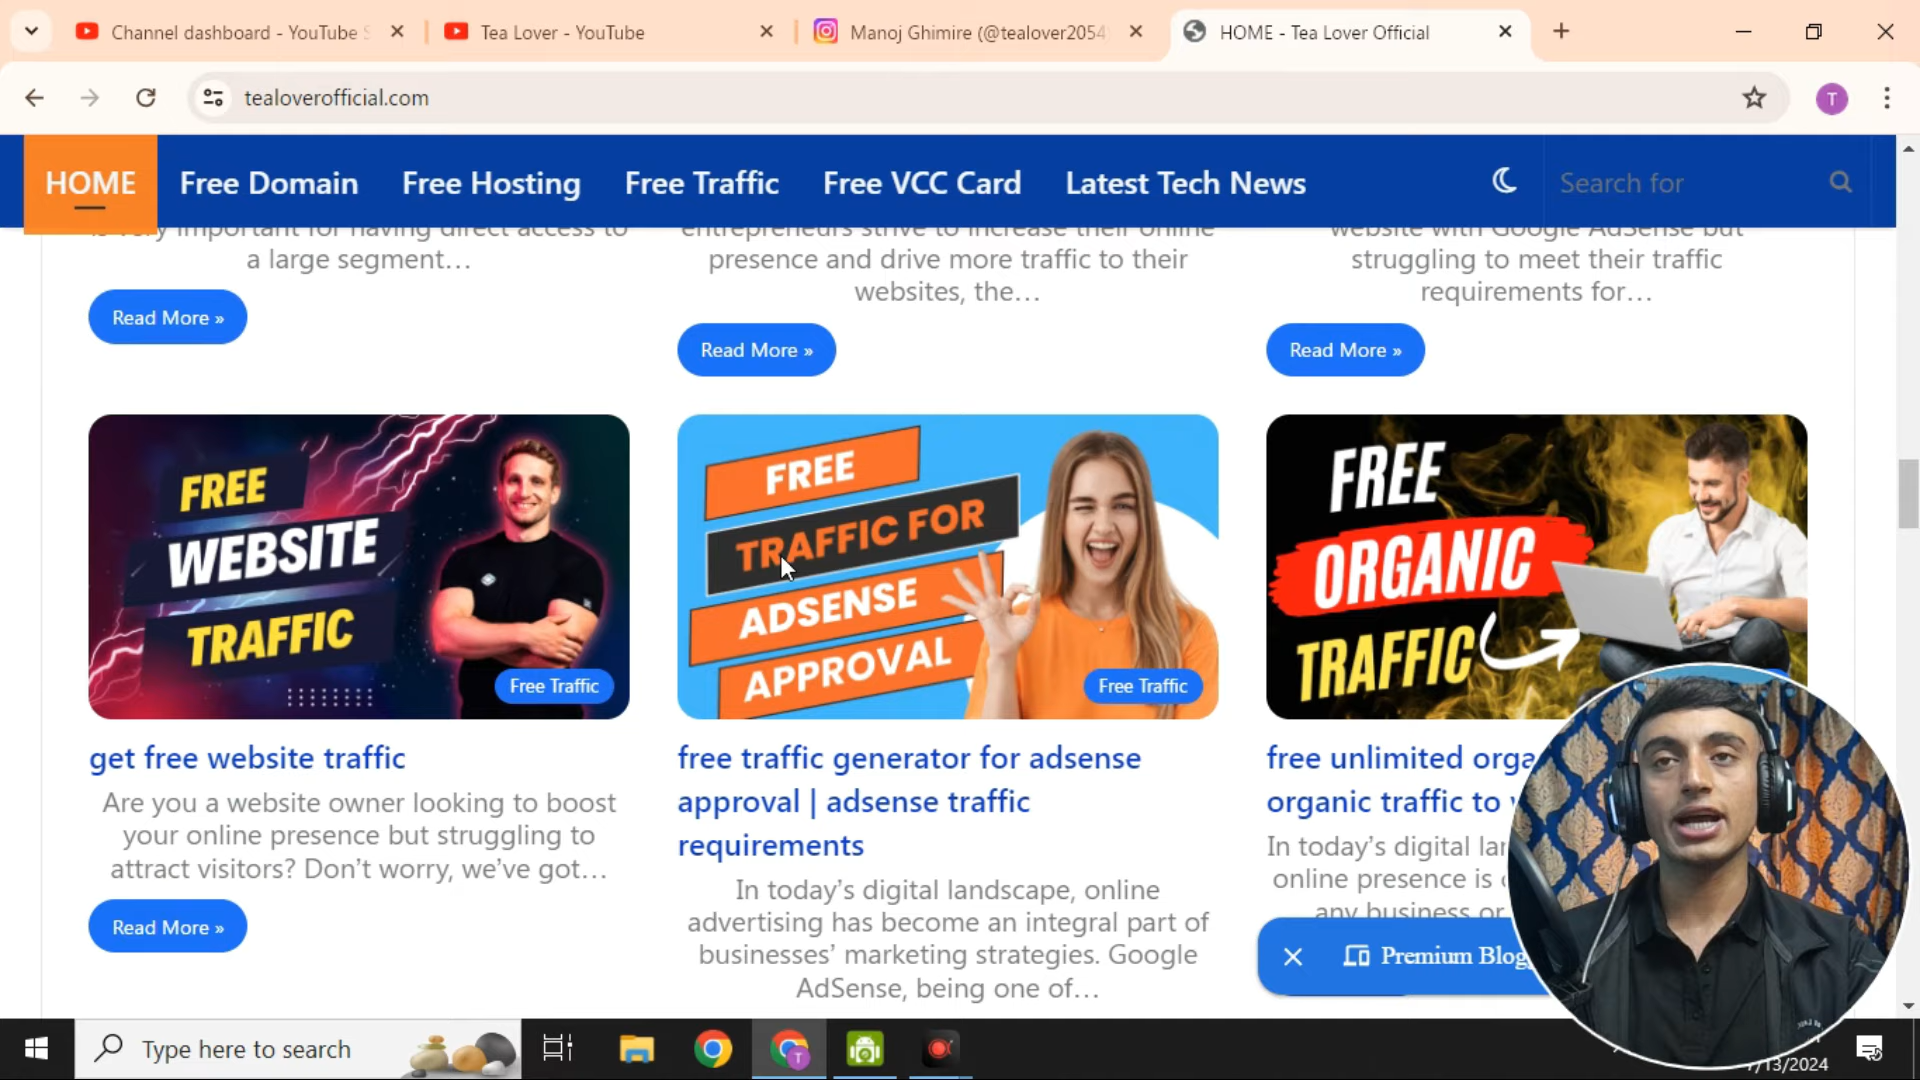 Channel dashboard - YouTube S
Tea Lover - YouTube
Manoj Ghimire (@tealover2054
HOME - Tea Lover Official
tealoverofficial.com
T
HOME
Free Domain
Free Hosting
Free Traffic
Free VCC Card
Latest Tech News
Search for
is very important for having direct access to
a large segment…
Read More »
entrepreneurs strive to increase their online
presence and drive more traffic to their
websites, the…
Read More »
website with Google AdSense but
struggling to meet their traffic
requirements for…
Read More »
FREE
WEBSITE
TRAFFIC
Free Traffic
get free website traffic
Are you a website owner looking to boost
your online presence but struggling to
attract visitors? Don’t worry, we’ve got…
Read More »
FREE
TRAFFIC FOR
ADSENSE
APPROVAL
Free Traffic
free traffic generator for adsense
approval | adsense traffic
requirements
In today’s digital landscape, online
advertising has become an integral part of
businesses’ marketing strategies. Google
AdSense, being one of…
FREE
ORGANIC
TRAFFIC
free unlimited orga
organic traffic to
In today’s digital lan
online presence is
any business or
Premium Blog
Type here to search
T
7/13/2024